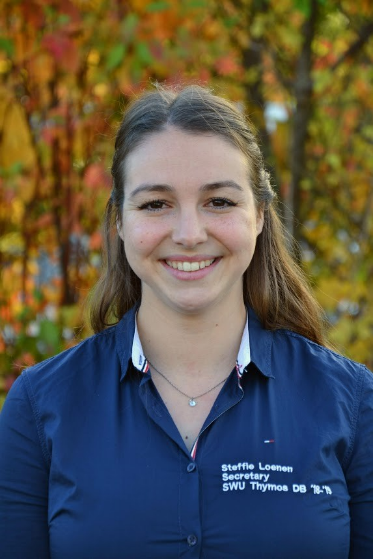 Steffie Loenen
Secretary
SWU Thymos DB '18-'19